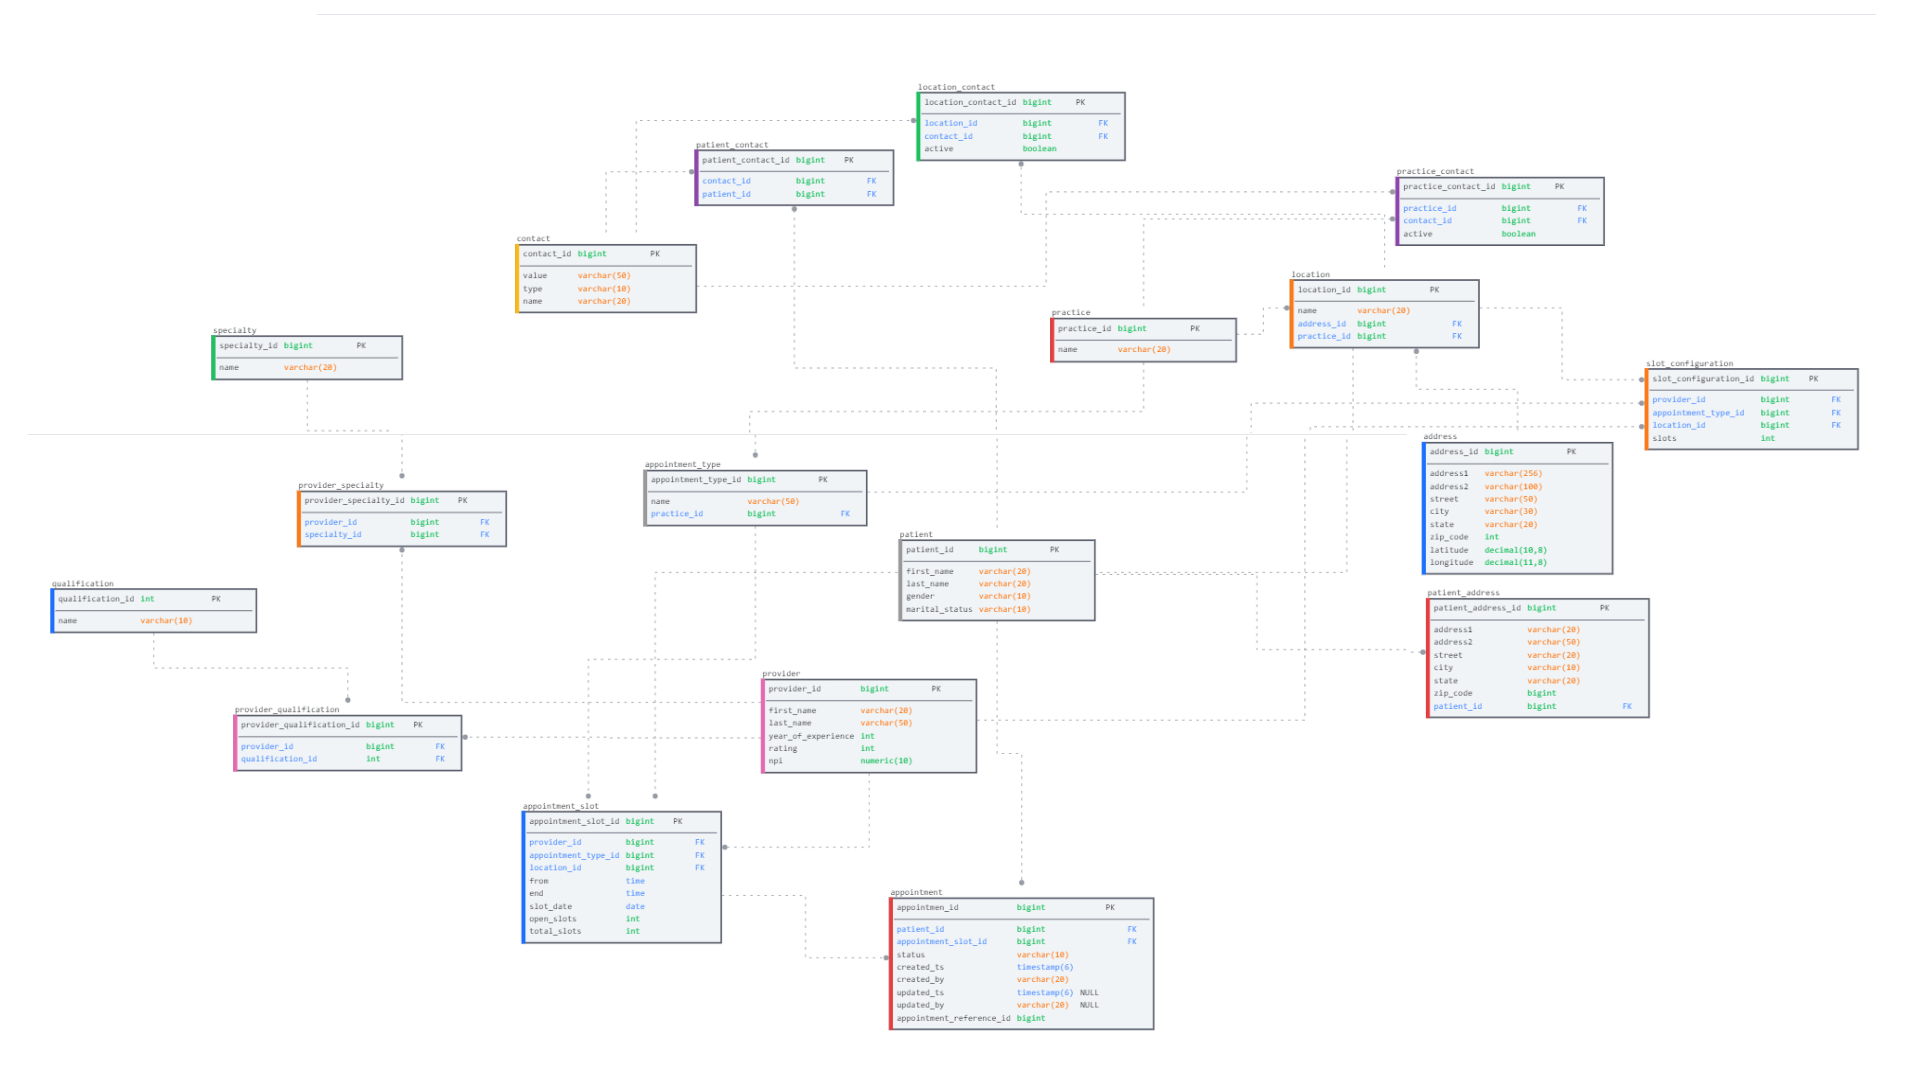 location_contact
location_contact_id bigint PK
location_id bigint FK
contact_id bigint FK
active boolean
patient_contact
patient_contact_id bigint PK
contact_id bigint FK
patient_id bigint FK
practice_contact
practice_contact_id bigint PK
practice_id bigint FK
contact_id bigint FK
active boolean
contact
contact_id bigint PK
value varchar(50)
type varchar(10)
name varchar(20)
location
location_id bigint PK
name varchar(20)
address_id bigint FK
practice_id bigint FK
practice
practice_id bigint PK
name varchar(20)
specialty
specialty_id bigint PK
name varchar(20)
slot_configuration
slot_configuration_id bigint PK
provider_id bigint FK
appointment_type_id bigint FK
location_id bigint FK
slots int
address
address_id bigint PK
address1 varchar(256)
address2 varchar(100)
street varchar(50)
city varchar(30)
state varchar(20)
zip_code int
latitude decimal(10,8)
longitude decimal(11,8)
appointment_type
appointment_type_id bigint PK
name varchar(50)
practice_id bigint FK
provider_specialty
provider_specialty_id bigint PK
provider_id bigint FK
specialty_id bigint FK
patient
patient_id bigint PK
first_name varchar(20)
last_name varchar(20)
gender varchar(10)
marital_status varchar(10)
qualification
qualification_id int PK
name varchar(10)
patient_address
patient_address_id bigint PK
address1 varchar(20)
address2 varchar(50)
street varchar(20)
city varchar(10)
state varchar(20)
zip_code bigint
patient_id bigint FK
provider
provider_id bigint PK
first_name varchar(20)
last_name varchar(50)
year_of_experience int
rating int
npi numeric(10)
provider_qualification
provider_qualification_id bigint PK
provider_id bigint FK
qualification_id int FK
appointment_slot
appointment_slot_id bigint PK
provider_id bigint FK
appointment_type_id bigint FK
location_id bigint FK
from time
end time
slot_date date
open_slots int
total_slots int
appointment
appointmen_id bigint PK
patient_id bigint FK
appointment_slot_id bigint FK
status varchar(10)
created_ts timestamp(6)
created_by varchar(20)
updated_ts timestamp(6) NULL
updated_by varchar(20) NULL
appointment_reference_id bigint